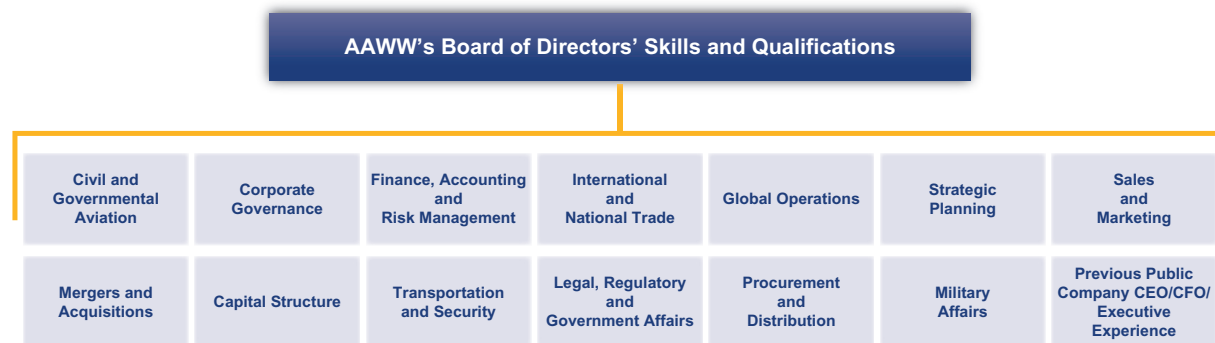 AAWW’s Board of Directors’ Skills and Qualifications
Civil and
Governmental
Aviation
Corporate
Governance
Finance, Accounting
and
Risk Management
International
and
National Trade
Global Operations
Strategic
Planning
Sales
and
Marketing
Mergers and
Acquisitions
Capital Structure
Transportation
and Security
Legal, Regulatory
and
Government Affairs
Procurement
and
Distribution
Military
Affairs
Previous Public
Company CEO/CFO/
Executive
Experience